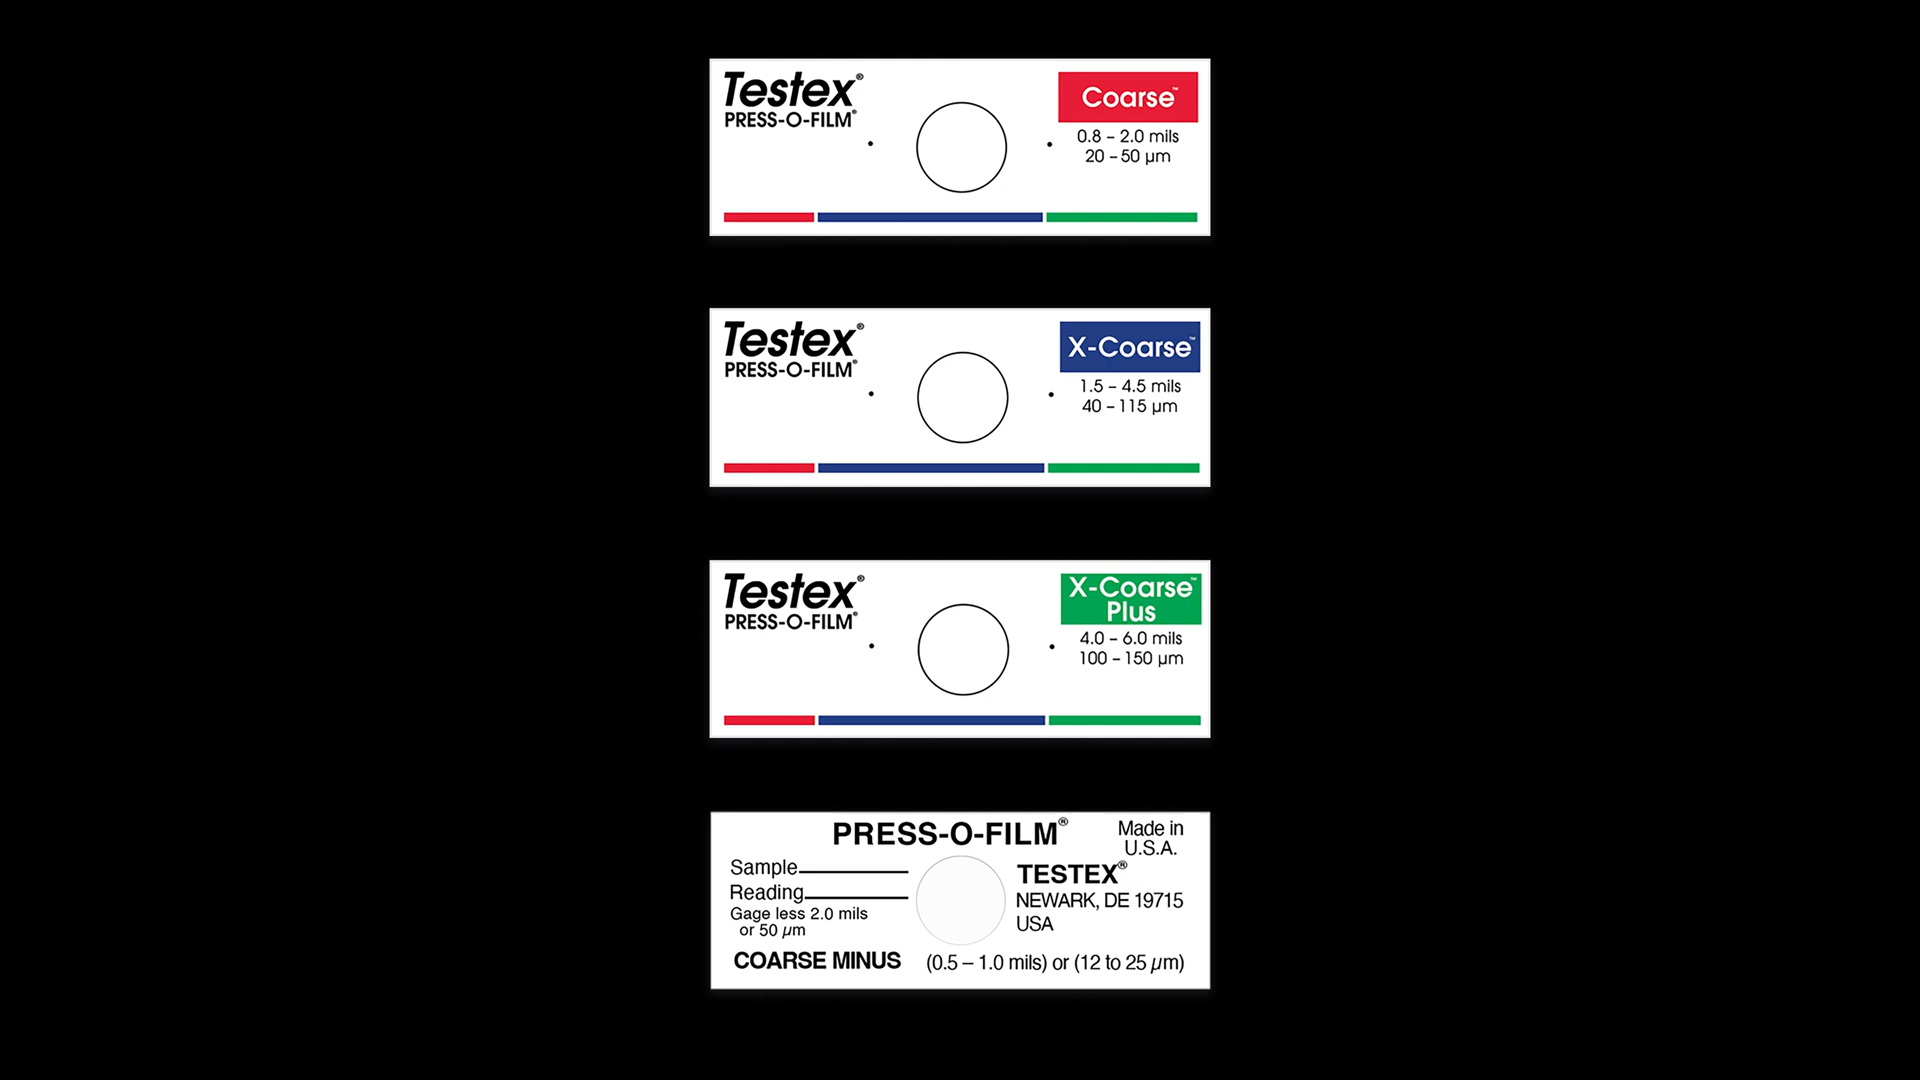 Testex®
PRESS-O-FILM®
Coarse™
0.8 – 2.0 mils
20 – 50 µm
Testex®
PRESS-O-FILM®
X-Coarse™
1.5 – 4.5 mils
40 – 115 µm
Testex®
PRESS-O-FILM®
X-Coarse™
Plus
4.0 – 6.0 mils
100 – 150 µm
PRESS-O-FILM®
Made in
U.S.A.
Sample
Reading
Gage less 2.0 mils
or 50 µm
TESTEX®
NEWARK, DE 19715
USA
COARSE MINUS (0.5 – 1.0 mils) or (12 to 25 µm)